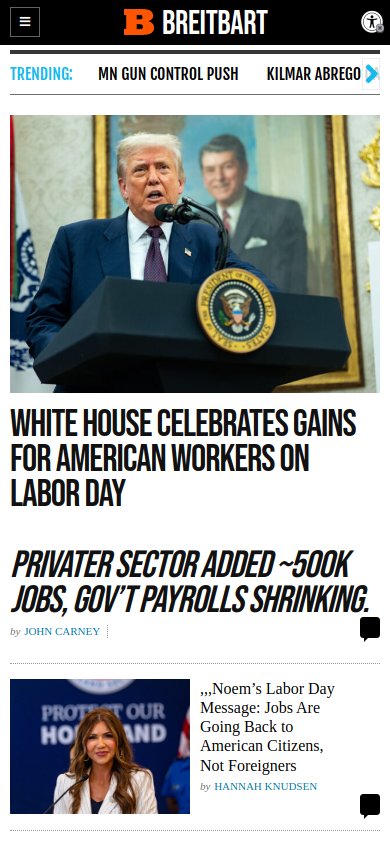 BREITBART
TRENDING:
MN GUN CONTROL PUSH
KILMAR ABREGO
WHITE HOUSE CELEBRATES GAINS
FOR AMERICAN WORKERS ON
LABOR DAY
PRIVATER SECTOR ADDED ~500K
JOBS, GOV’T PAYROLLS SHRINKING.
by JOHN CARNEY
PROTECT OUR
HOMELAND
,,,Noem’s Labor Day
Message: Jobs Are
Going Back to
American Citizens,
Not Foreigners
by HANNAH KNUDSEN